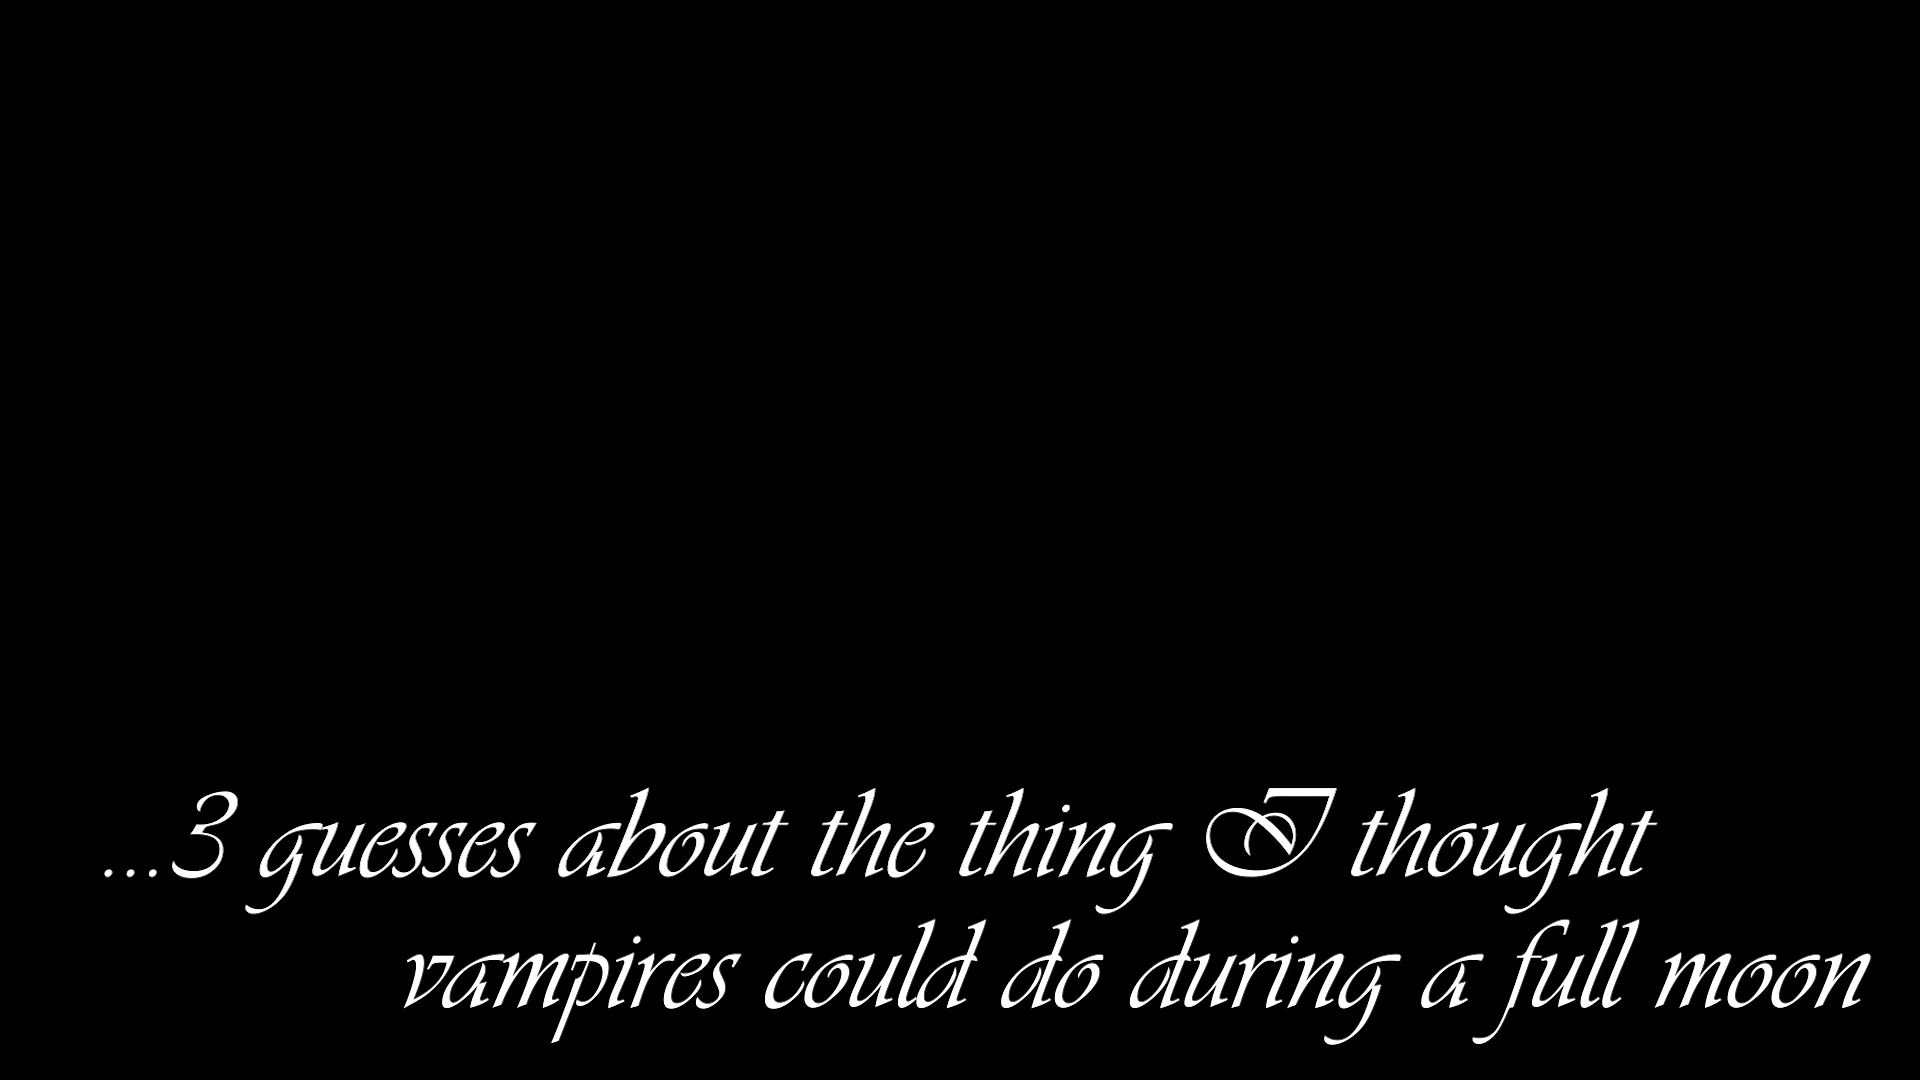 ...3 guesses about the thing I thought
vampires could do during a full moon